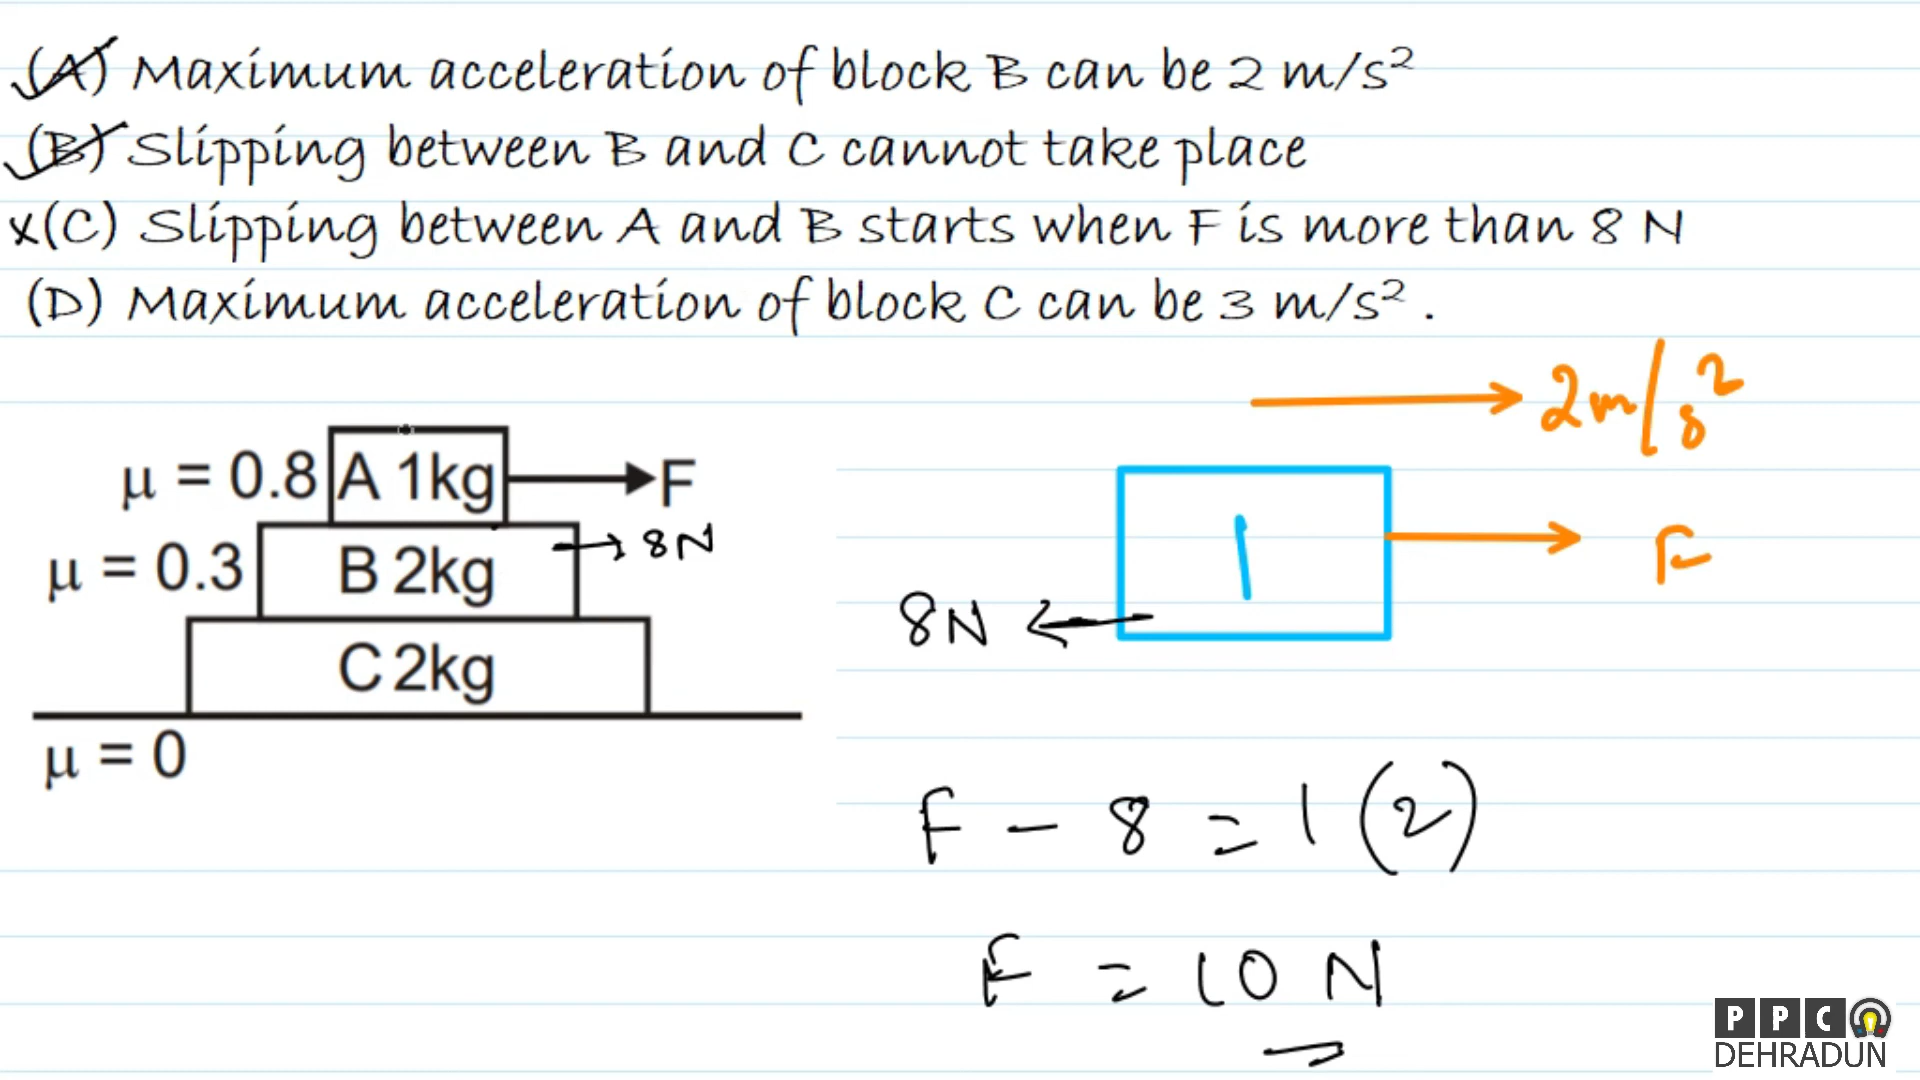 (A) Maximum acceleration of block B can be 2 m/s²
(B) Slipping between B and C cannot take place
x(C) Slipping between A and B starts when F is more than 8 N
(D) Maximum acceleration of block C can be 3 m/s².
2m/s²
μ = 0.8 A 1kg F
8N
μ = 0.3 B 2kg
1 F
8N
C 2kg
μ = 0
F - 8 = 1(2)
F = 10 N
PPC
DEHRADUN